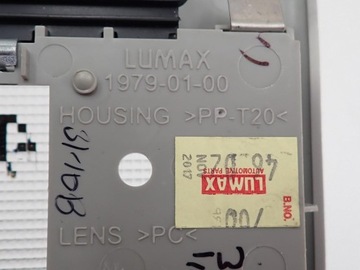 LUMAX
1979-01-00
HOUSING >PP-T20<
LENS >PC<
LUMAX
AUTOMOTIVE PARTS
B.NO.
NOV
2017